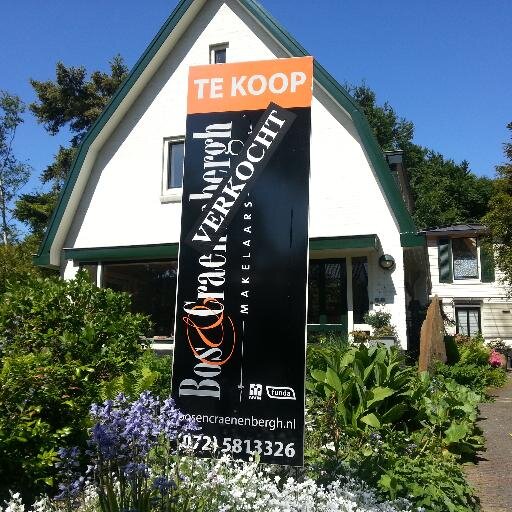 TE KOOP
VERKOCHT
Bos & Craenenbergh
MAKELAARS
funda
bosencraenenbergh.nl
(072) 5813326